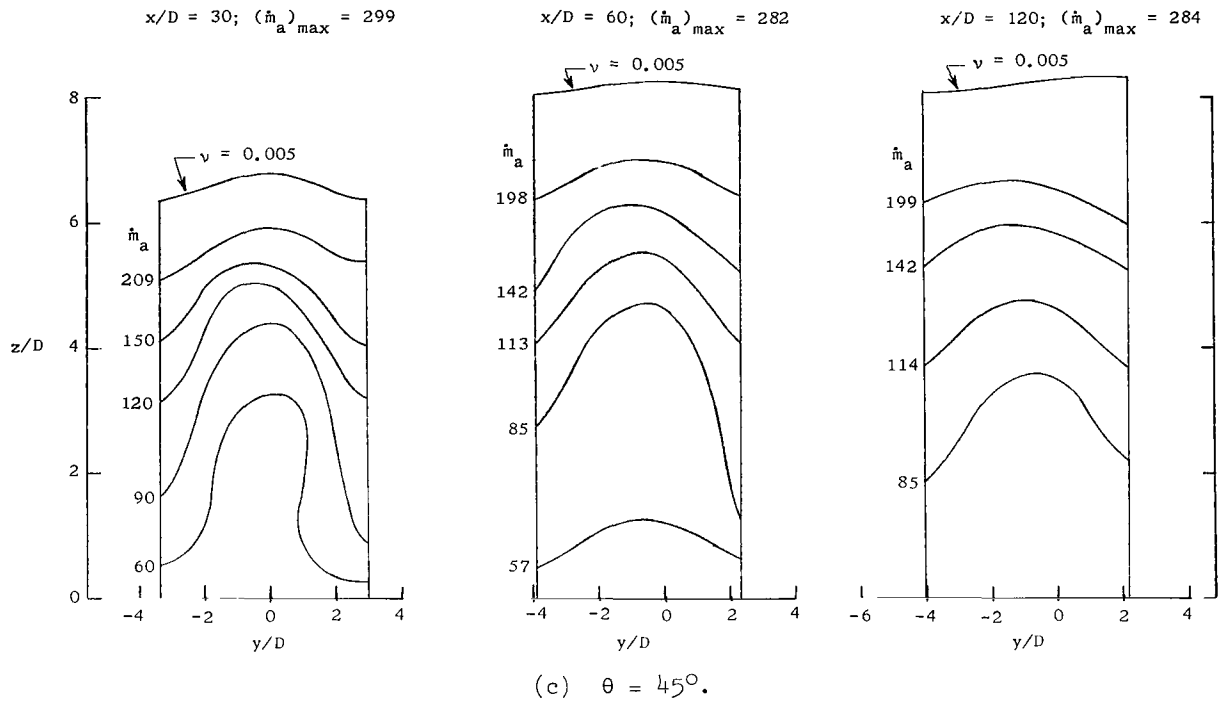 x/D = 30; (ṁa)max = 299
x/D = 60; (ṁa)max = 282
x/D = 120; (ṁa)max = 284
z/D
8
6
4
2
0
ν = 0.005
ṁa
209
150
120
90
60
-4 -2 0 2 4
y/D
ν = 0.005
ṁa
198
142
113
85
57
-4 -2 0 2 4
y/D
ν = 0.005
ṁa
199
142
114
85
-6 -4 -2 0 2 4
y/D
(c) θ = 45°.